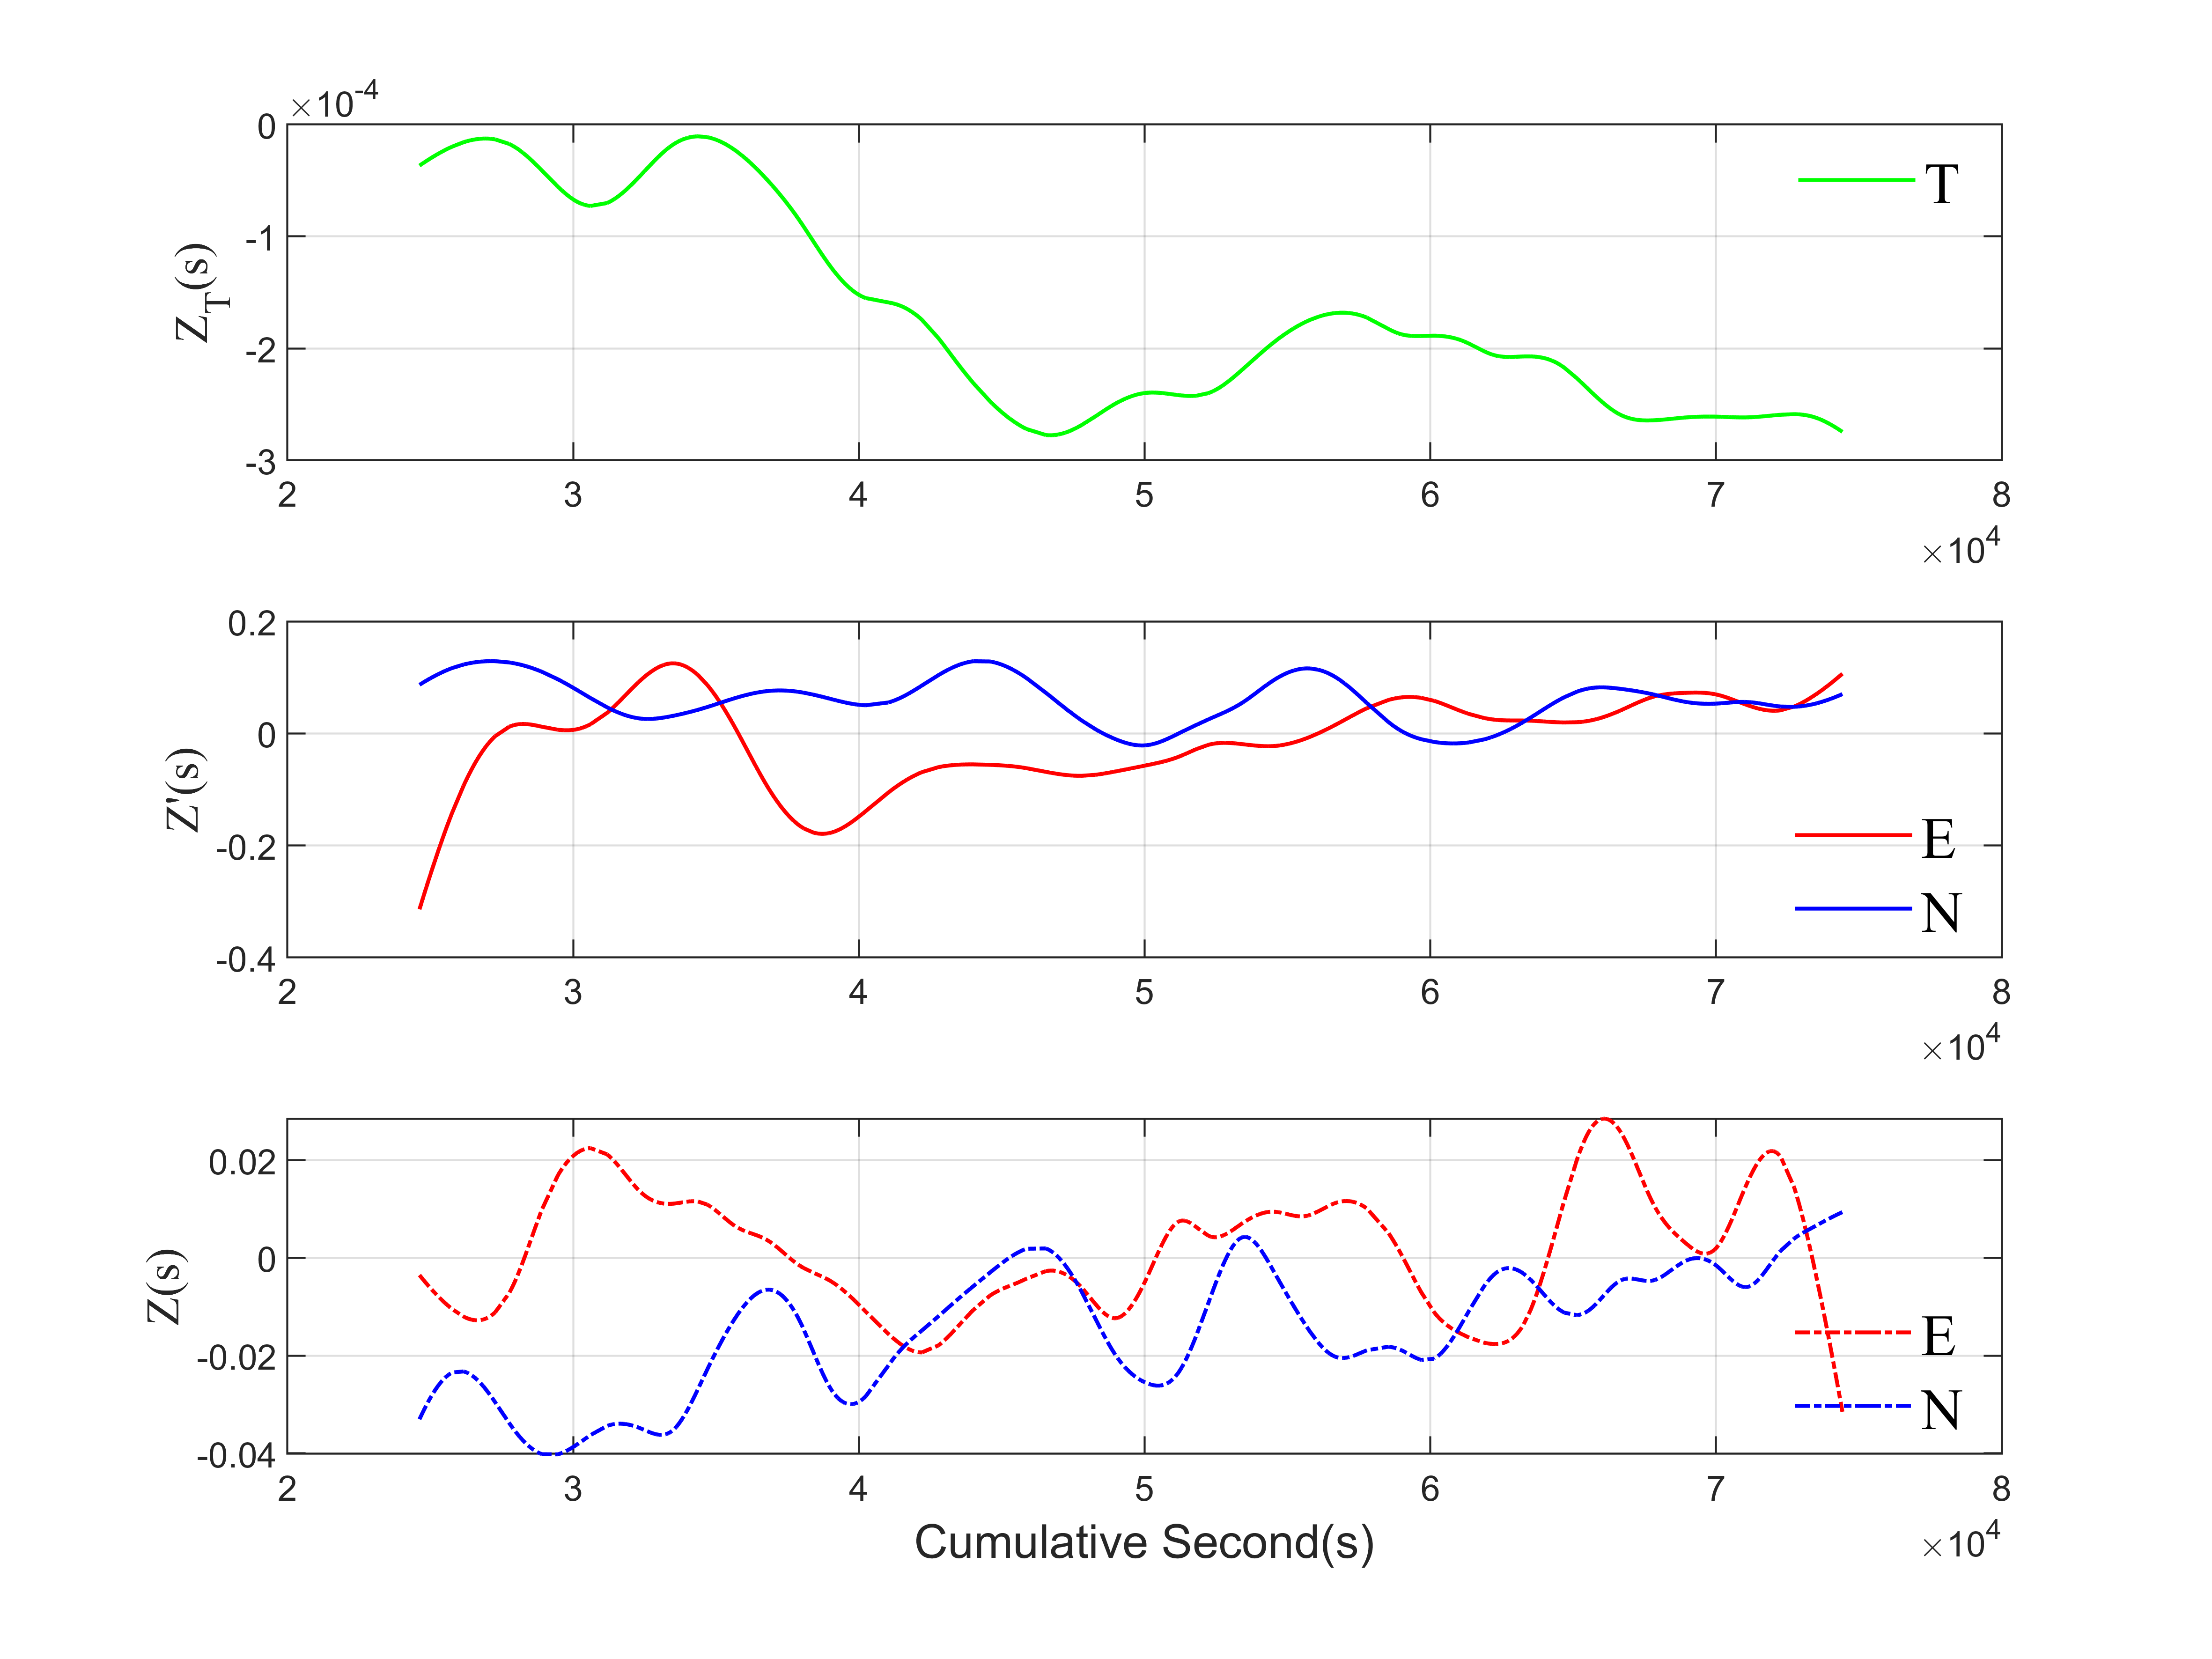 ×10-4
0
-1
-2
-3
Z_T(s)
T
2 3 4 5 6 7 8
×10^4
0.2
0
-0.2
-0.4
Z'(s)
E
N
2 3 4 5 6 7 8
×10^4
0.02
0
-0.02
-0.04
Z(s)
E
N
2 3 4 5 6 7 8
Cumulative Second(s)
×10^4